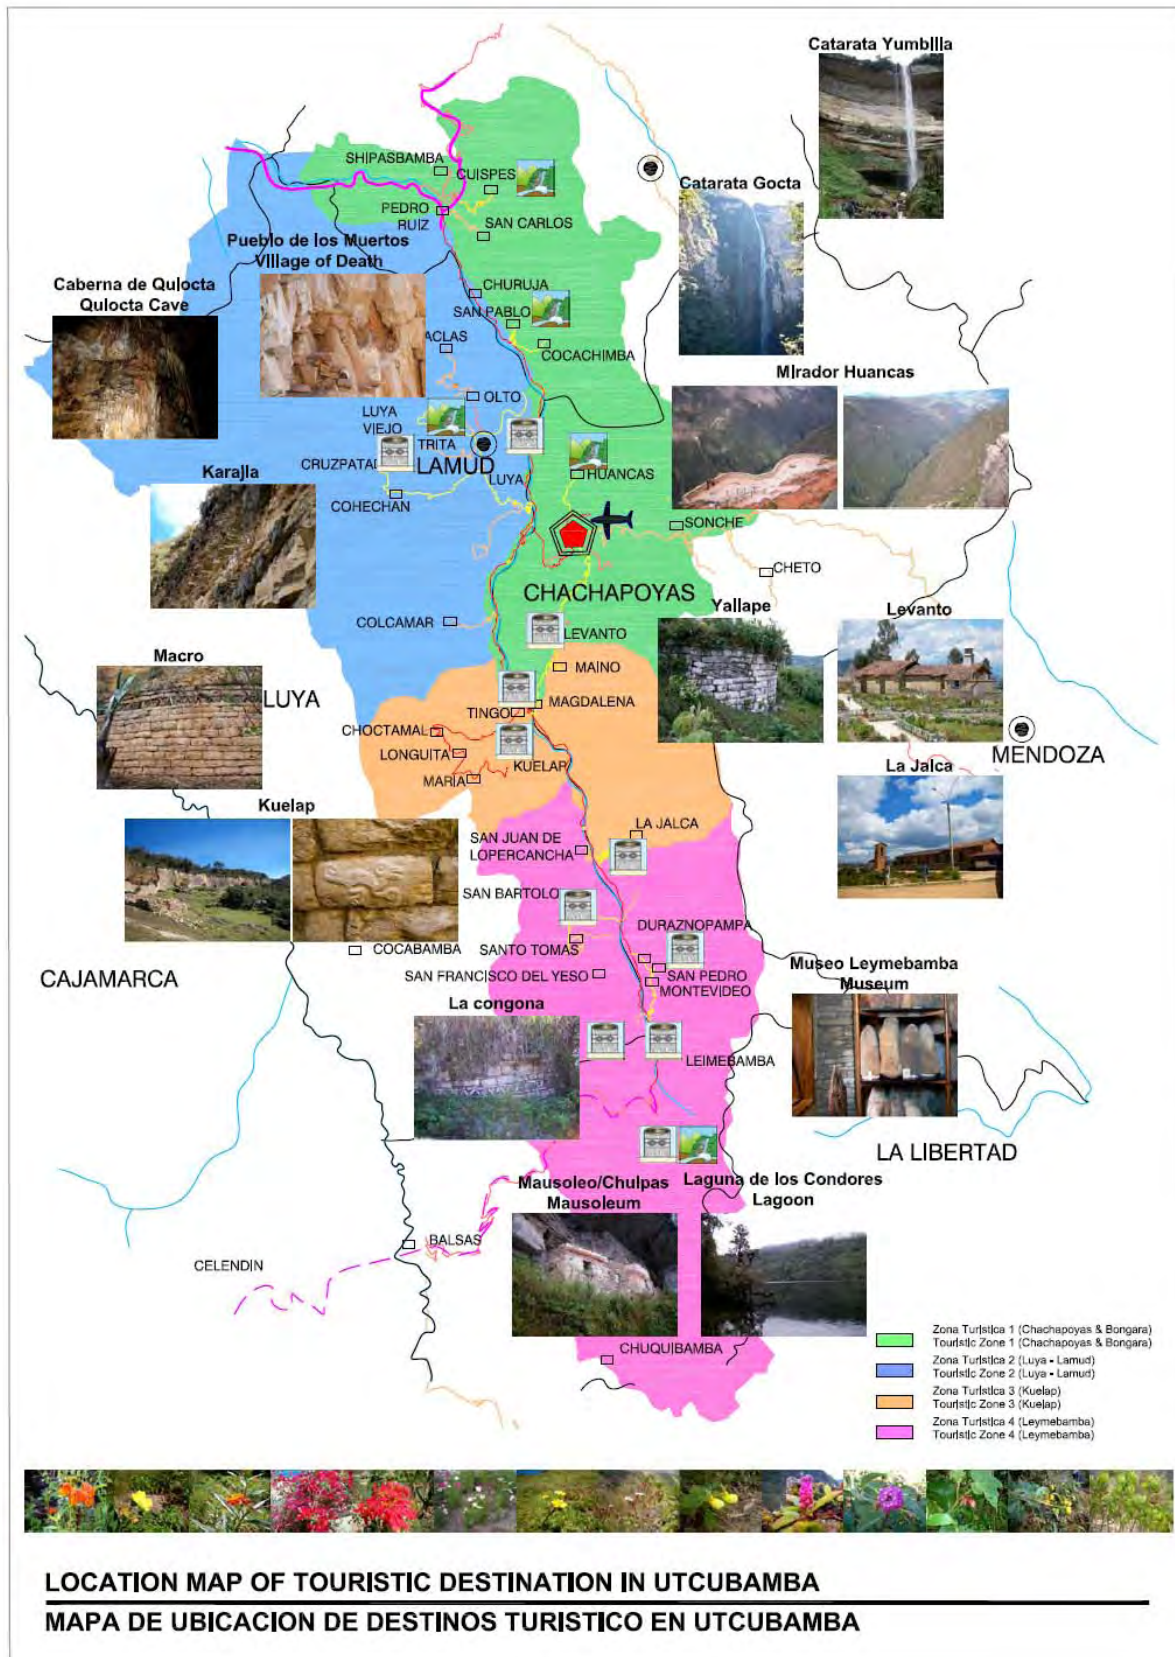 Catarata Yumbilla
SHIPASBAMBA
CUISPES
Catarata Gocta
PEDRO
RUIZ
SAN CARLOS
Pueblo de los Muertos
Village of Death
Caberna de Quiocta
Quiocta Cave
CHURUJA
SAN PABLO
ACLAS
COCACHIMBA
Mirador Huancas
OLTO
LUYA
VIEJO
TRITA
CRUZPATA
LAMUD
LUYA
HUANCAS
Karajia
COHECHAN
SONCHE
CHETO
CHACHAPOYAS
Yallape
Levanto
COLCAMAR
LEVANTO
Macro
MAINO
LUYA
MAGDALENA
TINGO
CHOCTAMAL
LONGUITA
KUELAP
MARIA
MENDOZA
La Jalca
Kuelap
LA JALCA
SAN JUAN DE
LOPERCANCHA
SAN BARTOLO
DURAZNOPAMPA
COCABAMBA
SANTO TOMAS
CAJAMARCA
SAN FRANCISCO DEL YESO
SAN PEDRO
MONTEVIDEO
Museo Leymebamba
Museum
La congona
LEIMEBAMBA
LA LIBERTAD
Mausoleo/Chulpas
Mausoleum
Laguna de los Condores
Lagoon
BALSAS
CELENDIN
CHUQUIBAMBA
Zona Turistica 1 (Chachapoyas & Bongara)
Touristic Zone 1 (Chachapoyas & Bongara)
Zona Turistica 2 (Luya - Lamud)
Touristic Zone 2 (Luya - Lamud)
Zona Turistica 3 (Kuelap)
Touristic Zone 3 (Kuelap)
Zona Turistica 4 (Leymebamba)
Touristic Zone 4 (Leymebamba)
LOCATION MAP OF TOURISTIC DESTINATION IN UTCUBAMBA
MAPA DE UBICACION DE DESTINOS TURISTICO EN UTCUBAMBA